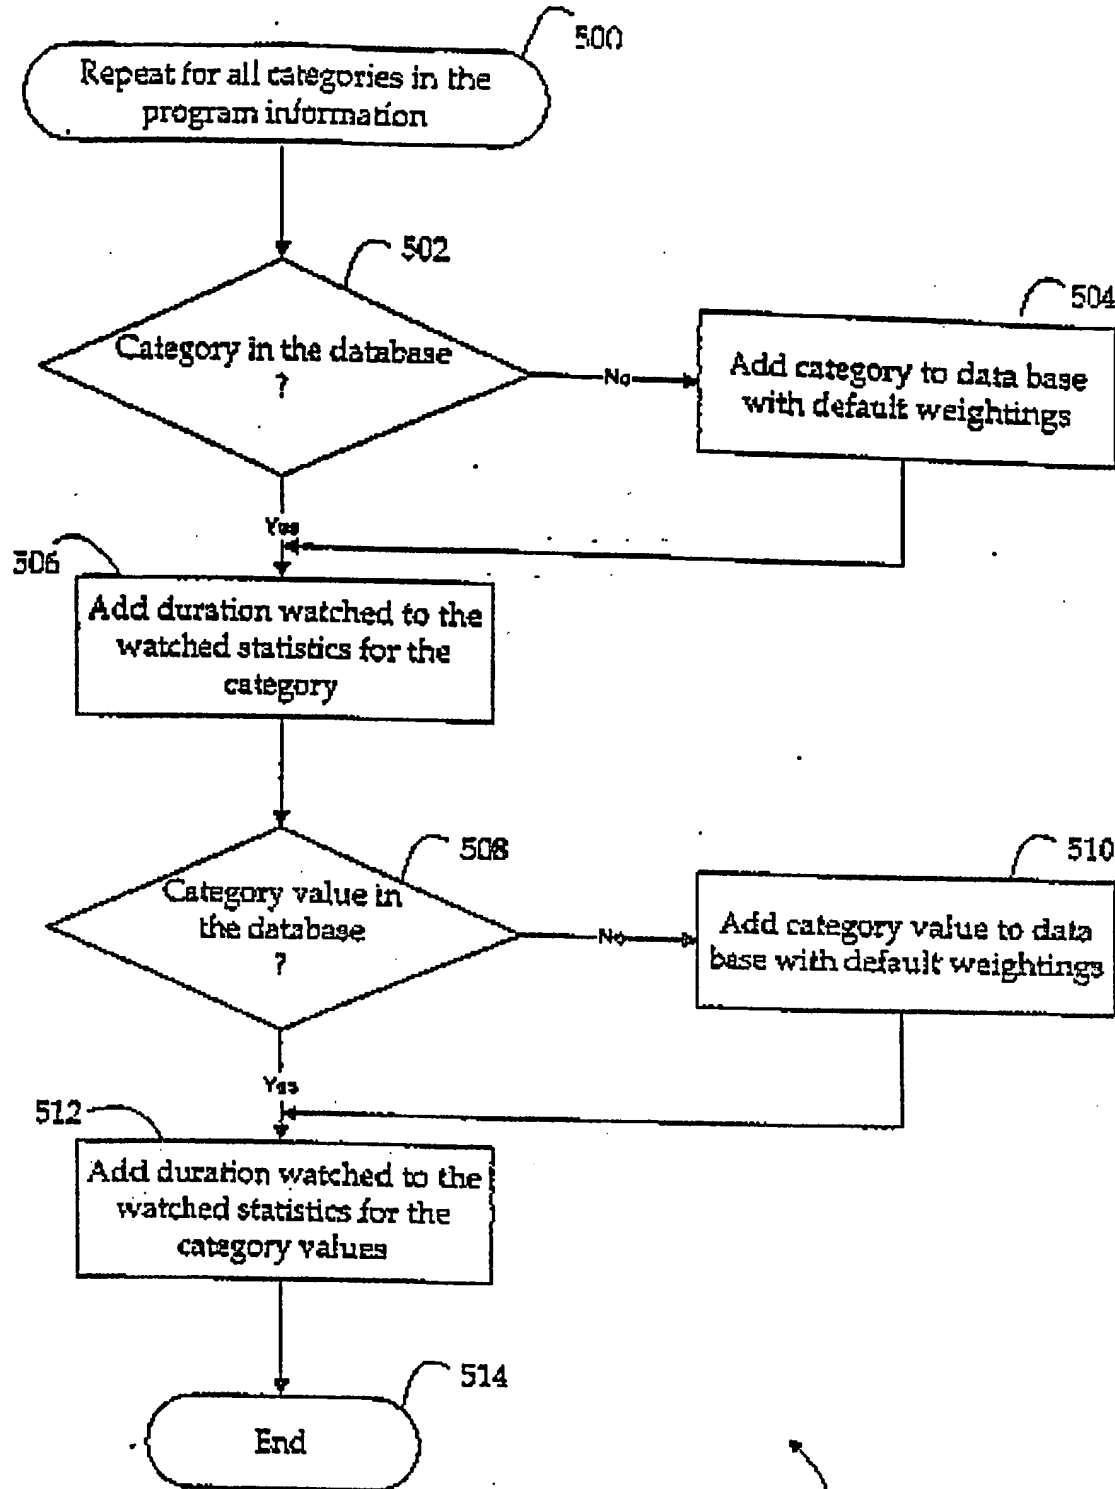 500
Repeat for all categories in the
program information
502
Category in the database
?
No
504
Add category to data base
with default weightings
Yes
506
Add duration watched to the
watched statistics for the
category
508
Category value in
the database
?
No
510
Add category value to data
base with default weightings
Yes
512
Add duration watched to the
watched statistics for the
category values
514
End